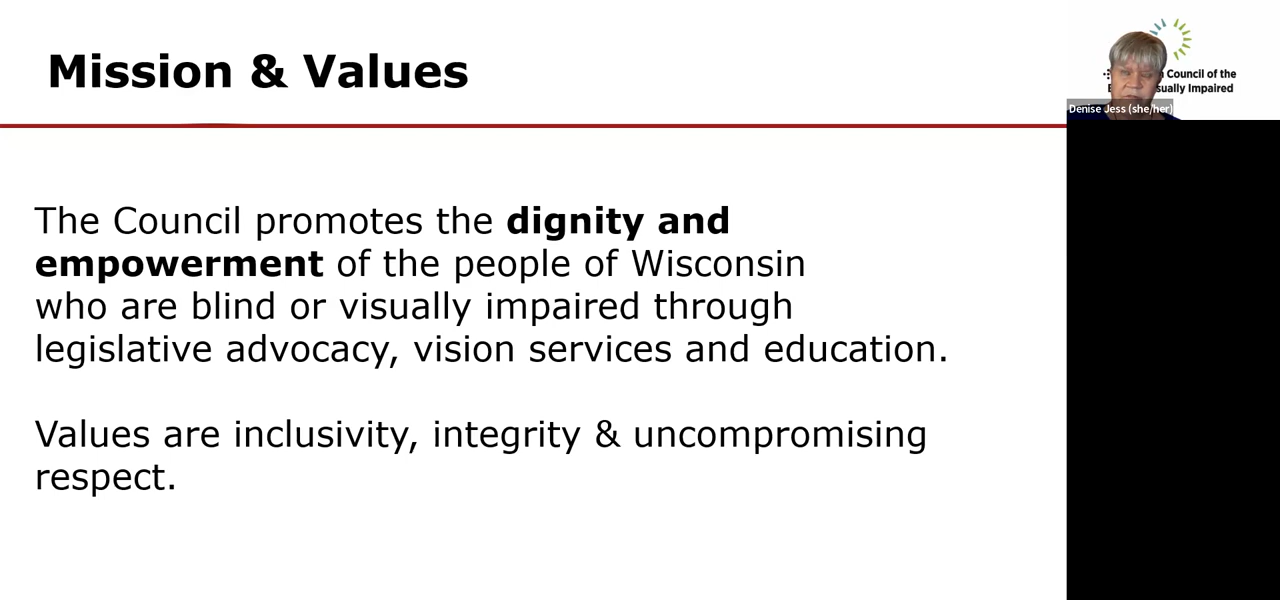 Mission & Values
Council of the
sually Impaired
Denise Jess (she/her)
The Council promotes the dignity and
empowerment of the people of Wisconsin
who are blind or visually impaired through
legislative advocacy, vision services and education.
Values are inclusivity, integrity & uncompromising
respect.